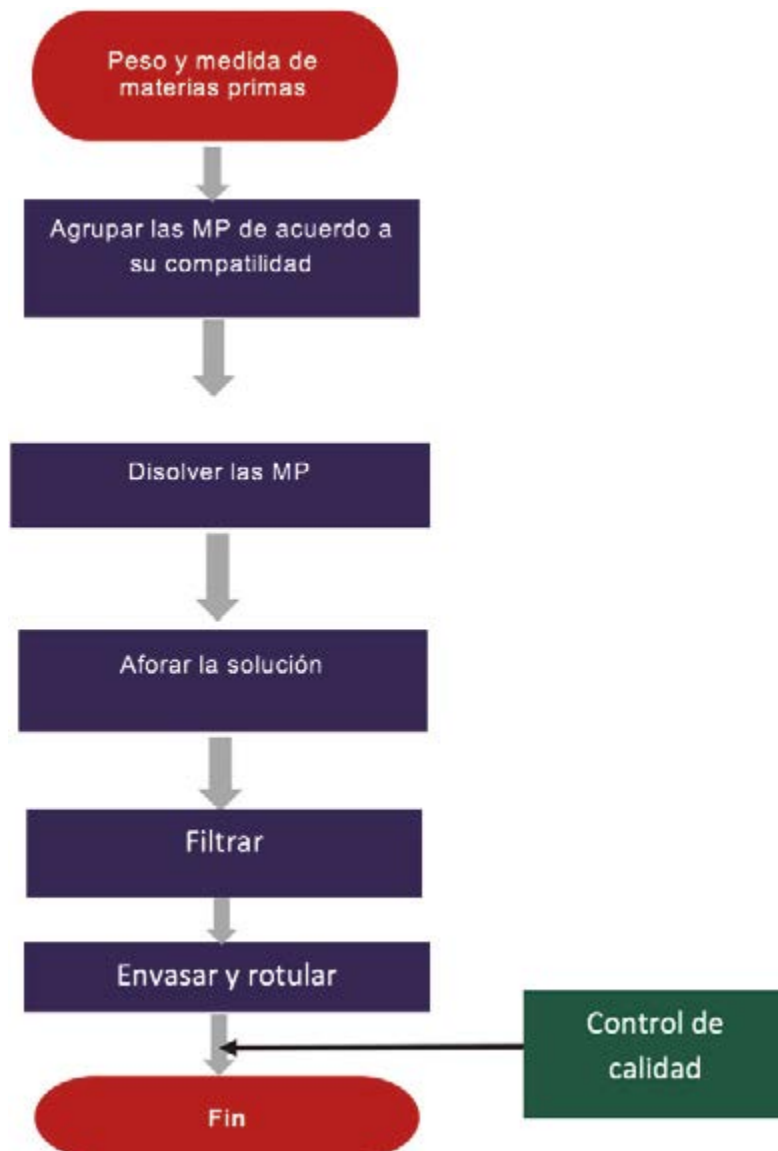 Peso y medida de
materias primas
Agrupar las MP de acuerdo a
su compatilidad
Disolver las MP
Aforar la solución
Filtrar
Envasar y rotular
Control de
calidad
Fin